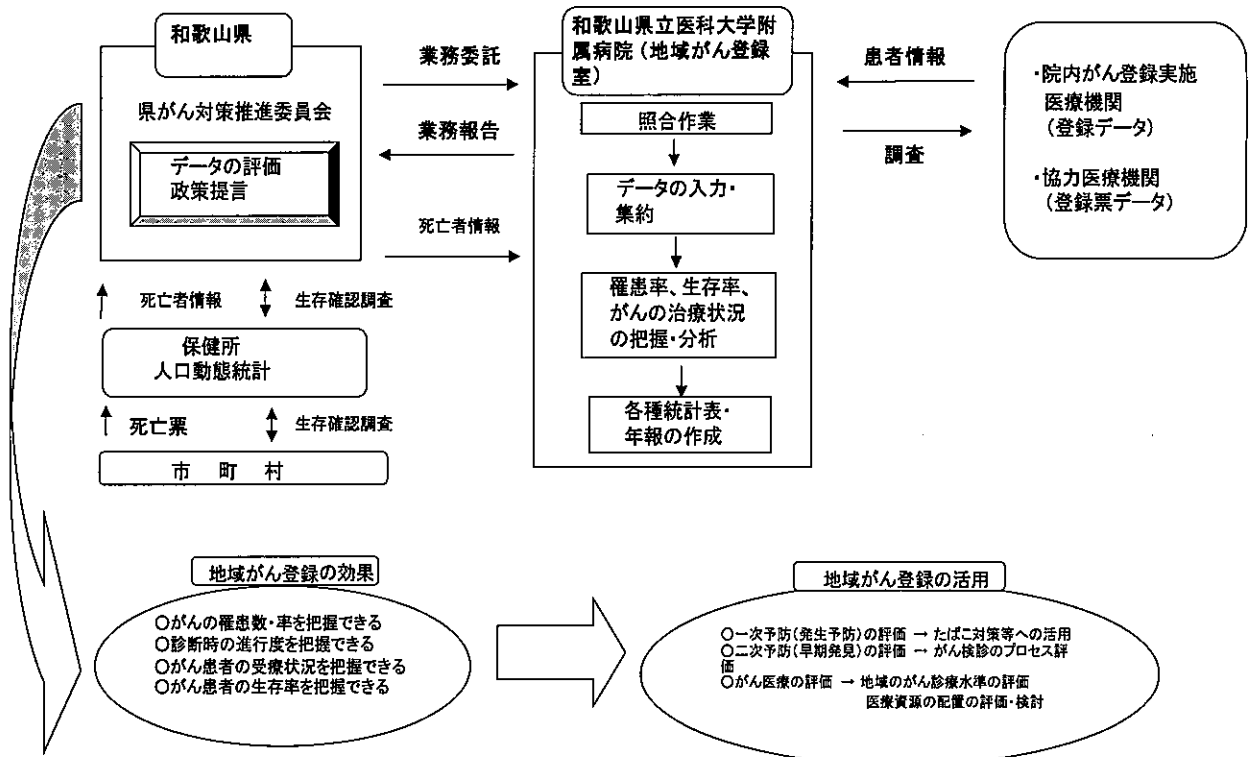 和歌山県
県がん対策推進委員会
データの評価
政策提言
業務委託
業務報告
死亡者情報
和歌山県立医科大学附
属病院（地域がん登録
室）
照合作業
データの入力・
集約
罹患率、生存率、
がんの治療状況
の把握・分析
各種統計表・
年報の作成
患者情報
調査
・院内がん登録実施
医療機関
（登録データ）
・協力医療機関
（登録票データ）
死亡者情報
生存確認調査
保健所
人口動態統計
死亡票
生存確認調査
市 町 村
地域がん登録の効果
○がんの罹患数・率を把握できる
○診断時の進行度を把握できる
○がん患者の受療状況を把握できる
○がん患者の生存率を把握できる
地域がん登録の活用
○一次予防（発生予防）の評価 → たばこ対策等への活用
○二次予防（早期発見）の評価 → がん検診のプロセス評
価
○がん医療の評価 → 地域のがん診療水準の評価
医療資源の配置の評価・検討